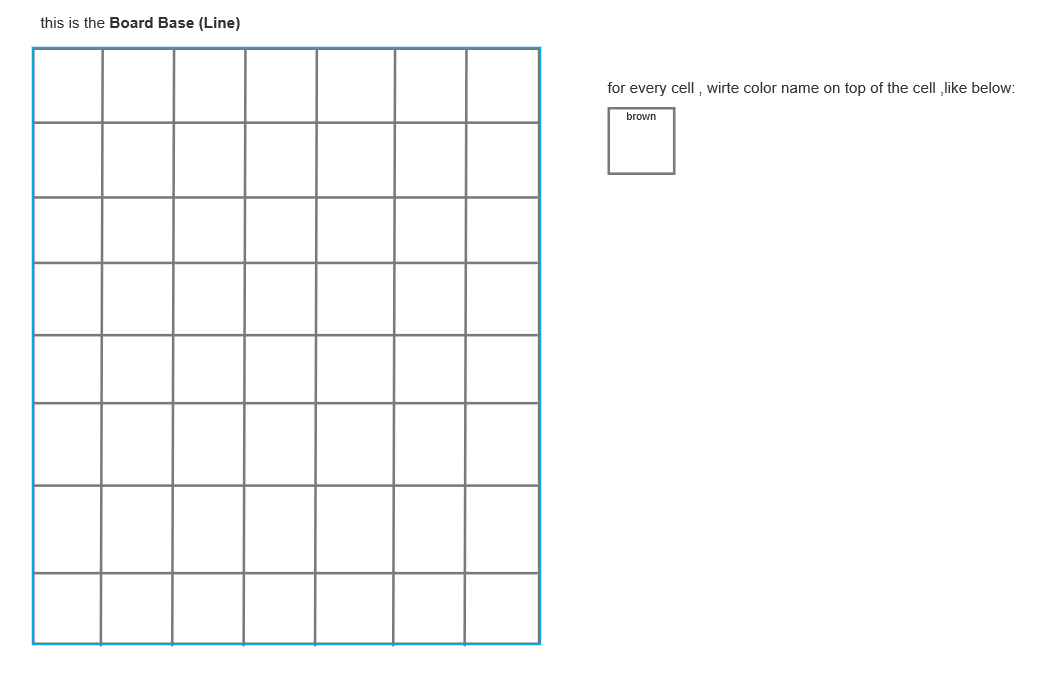 this is the Board Base (Line)
for every cell , wirte color name on top of the cell ,like below:
brown